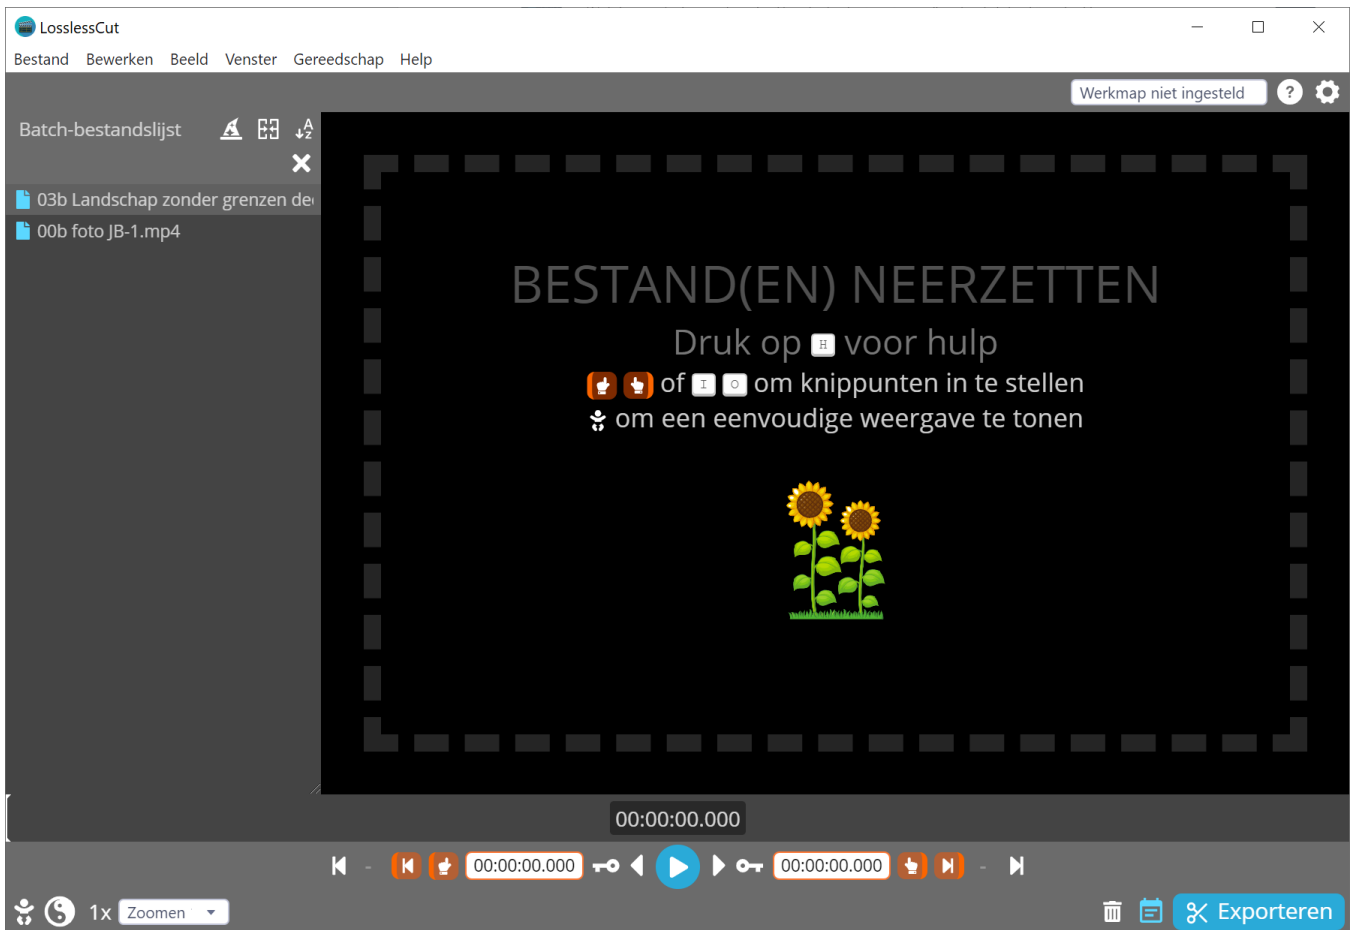 LosslessCut
Bestand Bewerken Beeld Venster Gereedschap Help
Werkmap niet ingesteld ?
Batch-bestandslijst
03b Landschap zonder grenzen
00b foto JB-1.mp4
BESTAND(EN) NEERZETTEN
Druk op H voor hulp
of I O om knippunten in te stellen
om een eenvoudige weergave te tonen
00:00:00.000
- 00:00:00.000 00:00:00.000 -
1x Zoomen Exporteren